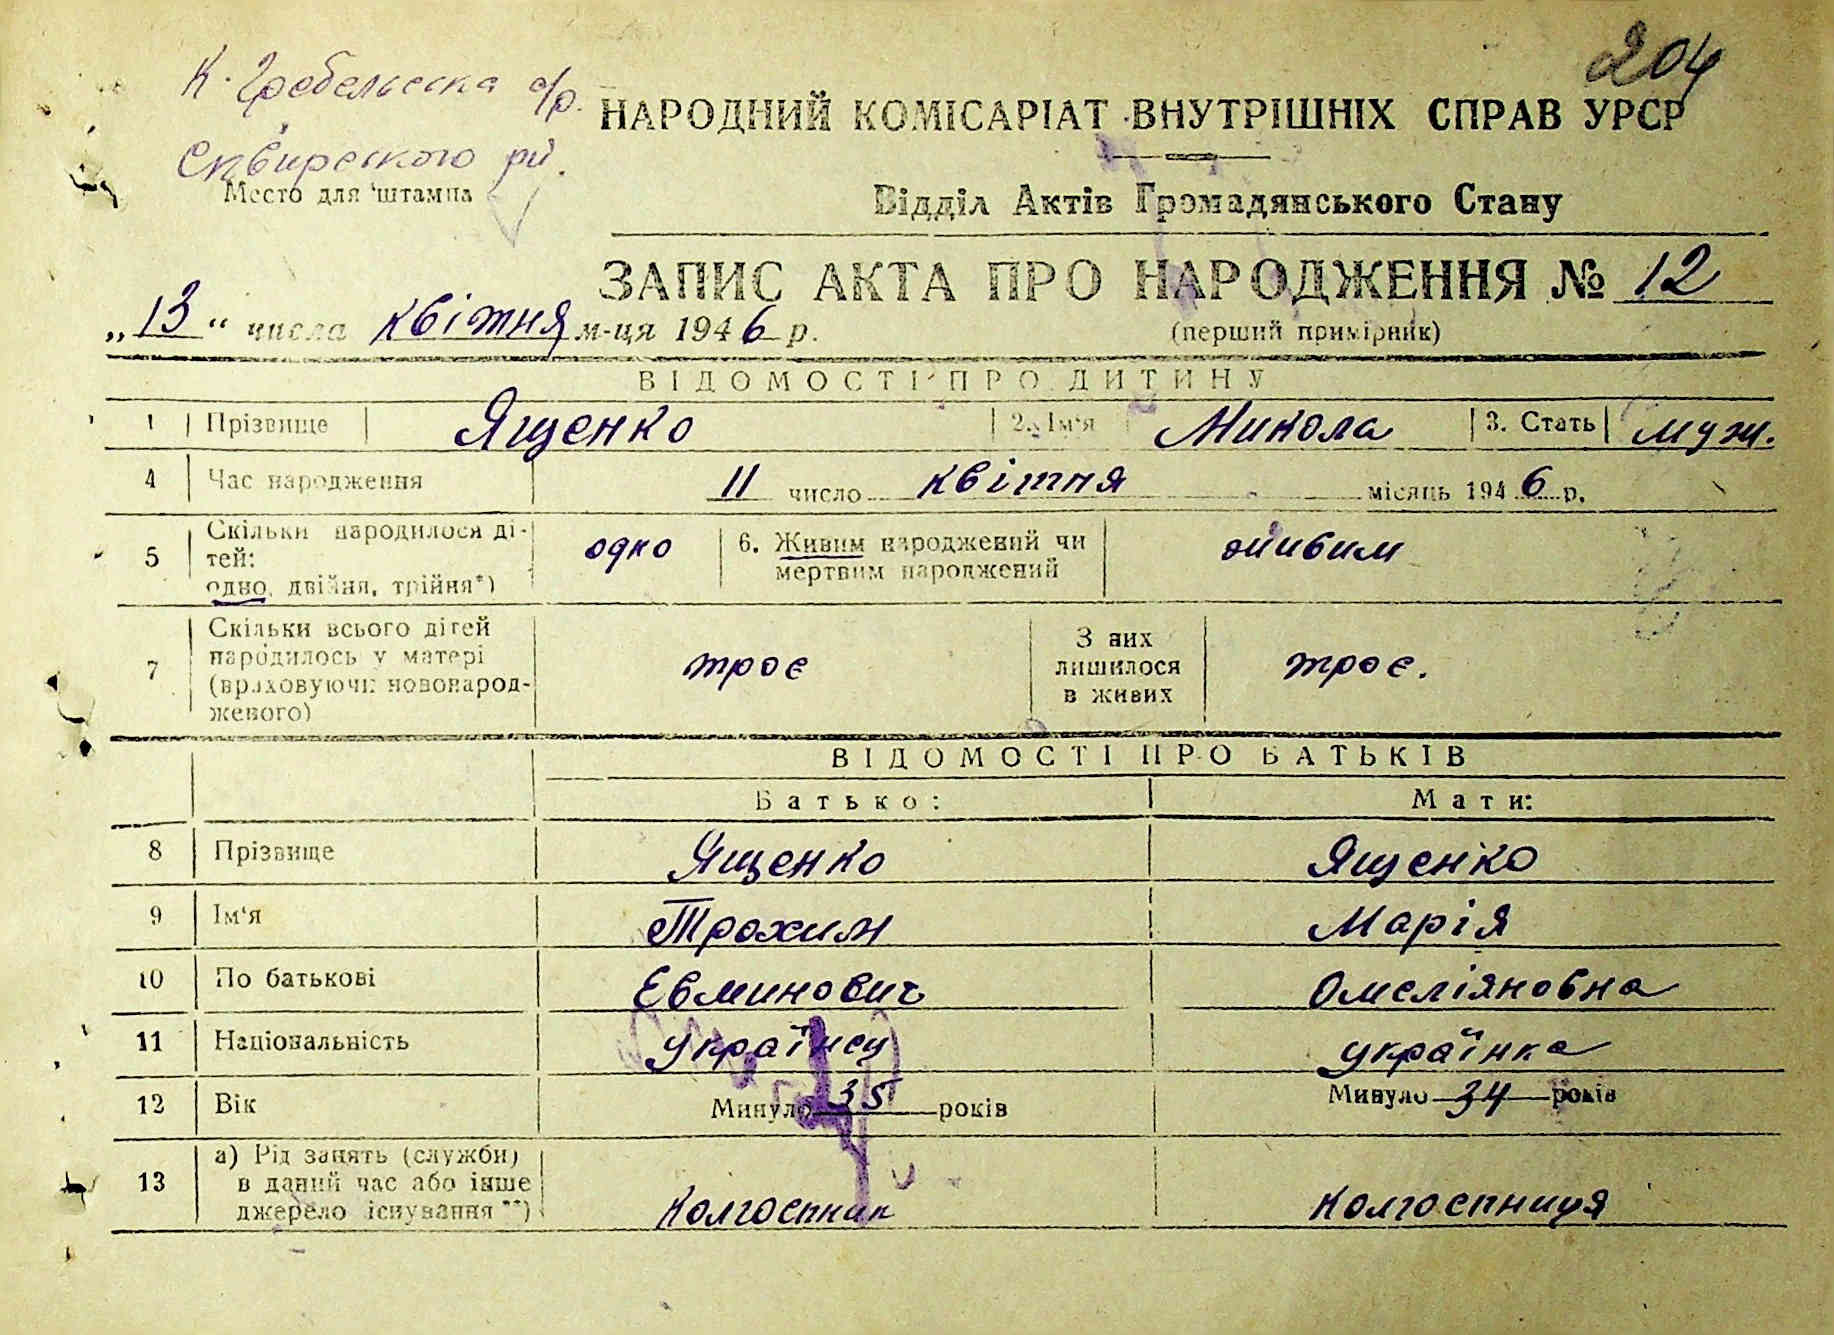 204
К. Гребельська с/р.
НАРОДНИЙ КОМІСАРІАТ ВНУТРІШНІХ СПРАВ УРСР
Сквирського р-ну.
Место для штампа
Відділ Актів Громадянського Стану
ЗАПИС АКТА ПРО НАРОДЖЕННЯ № 12
„13“ числа квітня м-ця 1946 р.
(перший примірник)
ВІДОМОСТІ ПРО ДИТИНУ
1 Прізвище Ященко 2. Ім'я Микола 3. Стать муж.
4 Час народження 11 число квітня місяць 1946 р.
5 Скільки народилося ді-
тей:
одно, двійня, трійня*) одно 6. Живим народжений чи
мертвим народжений живим
7 Скільки всього дітей
народилось у матері
(враховуючи новонарод-
женого) троє З них
лишилося
в живих троє.
ВІДОМОСТІ ПРО БАТЬКІВ
Батько: Мати:
8 Прізвище Ященко Ященко
9 Ім'я Трохим Марія
10 По батькові Евминович Омеліяновна
11 Національність українец українка
12 Вік Минуло 35 років Минуло 34 років
13 а) Рід занять (служби)
в даний час або інше
джерело існування**) Колгоспник Колгоспниця